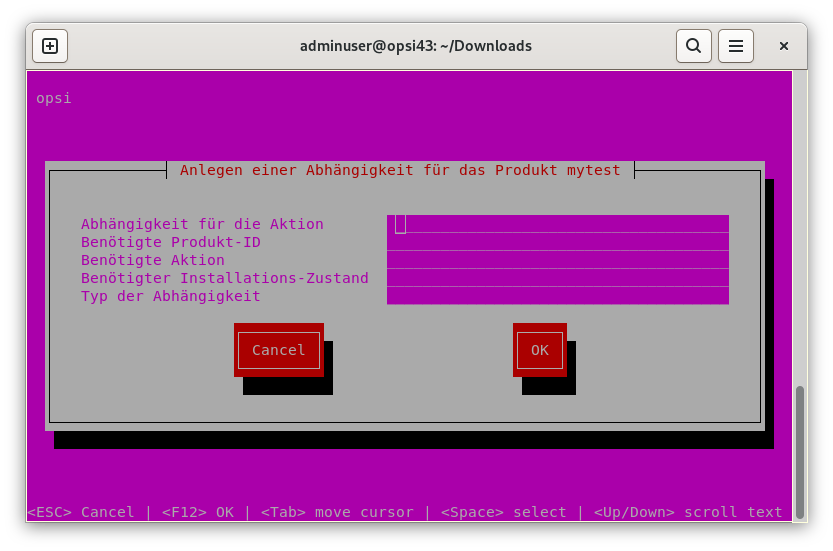 adminuser@opsi43: ~/Downloads
opsi
Anlegen einer Abhängigkeit für das Produkt mytest
Abhängigkeit für die Aktion
Benötigte Produkt-ID
Benötigte Aktion
Benötigter Installations-Zustand
Typ der Abhängigkeit
Cancel OK
<ESC> Cancel | <F12> OK | <Tab> move cursor | <Space> select | <Up/Down> scroll text